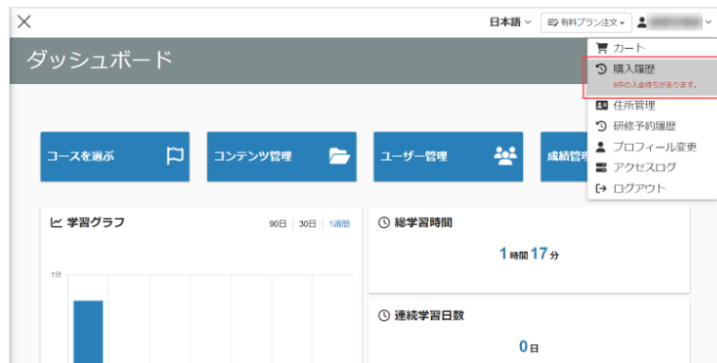 日本語
有料プラン注文
ダッシュボード
カート
購入履歴
6件の入金待ちがあります。
住所管理
研修予約履歴
プロフィール変更
アクセスログ
ログアウト
コースを選ぶ
コンテンツ管理
ユーザー管理
成績管理
学習グラフ
90日 | 30日 | 1週間
総学習時間
1 時間 17 分
1分
連続学習日数
0 日